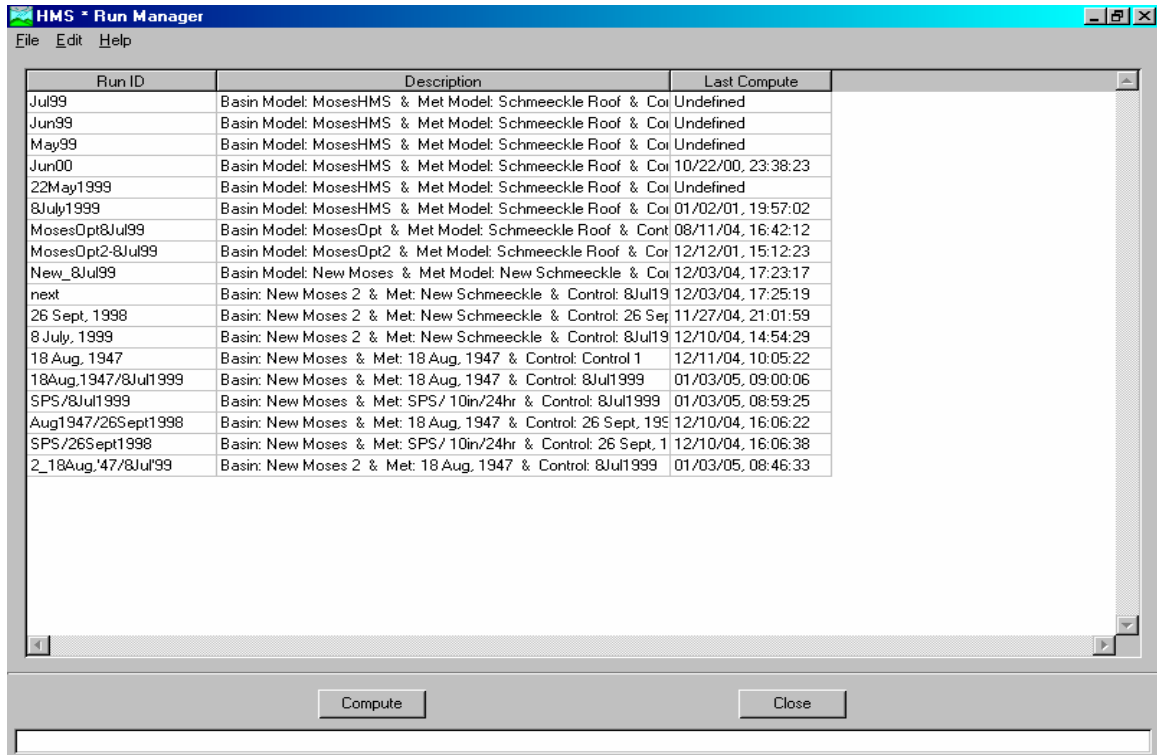 HMS * Run Manager
File Edit Help
Run ID Description Last Compute
Jul99 Basin Model: MosesHMS & Met Model: Schmeeckle Roof & Cor Undefined
Jun99 Basin Model: MosesHMS & Met Model: Schmeeckle Roof & Cor Undefined
May99 Basin Model: MosesHMS & Met Model: Schmeeckle Roof & Cor Undefined
Jun00 Basin Model: MosesHMS & Met Model: Schmeeckle Roof & Cor 10/22/00, 23:38:23
22May1999 Basin Model: MosesHMS & Met Model: Schmeeckle Roof & Cor Undefined
8July1999 Basin Model: MosesHMS & Met Model: Schmeeckle Roof & Cor 01/02/01, 19:57:02
MosesOpt8Jul99 Basin Model: MosesOpt & Met Model: Schmeeckle Roof & Cont 08/11/04, 16:42:12
MosesOpt2-8Jul99 Basin Model: MosesOpt2 & Met Model: Schmeeckle Roof & Cor 12/12/01, 15:12:23
New_8Jul99 Basin Model: New Moses & Met Model: New Schmeeckle & Cor 12/03/04, 17:23:17
next Basin: New Moses 2 & Met: New Schmeeckle & Control: 8Jul19 12/03/04, 17:25:19
26 Sept, 1998 Basin: New Moses 2 & Met: New Schmeeckle & Control: 26 Sep 11/27/04, 21:01:59
8 July, 1999 Basin: New Moses 2 & Met: New Schmeeckle & Control: 8Jul19 12/10/04, 14:54:29
18 Aug, 1947 Basin: New Moses & Met: 18 Aug, 1947 & Control: Control 1 12/11/04, 10:05:22
18Aug,1947/8Jul1999 Basin: New Moses & Met: 18 Aug, 1947 & Control: 8Jul1999 01/03/05, 09:00:06
SPS/8Jul1999 Basin: New Moses & Met: SPS/ 10in/24hr & Control: 8Jul1999 01/03/05, 08:59:25
Aug1947/26Sept1998 Basin: New Moses & Met: 18 Aug, 1947 & Control: 26 Sept, 199 12/10/04, 16:06:22
SPS/26Sept1998 Basin: New Moses & Met: SPS/ 10in/24hr & Control: 26 Sept, 1 12/10/04, 16:06:38
2_18Aug,'47/8Jul'99 Basin: New Moses 2 & Met: 18 Aug, 1947 & Control: 8Jul1999 01/03/05, 08:46:33
Compute Close